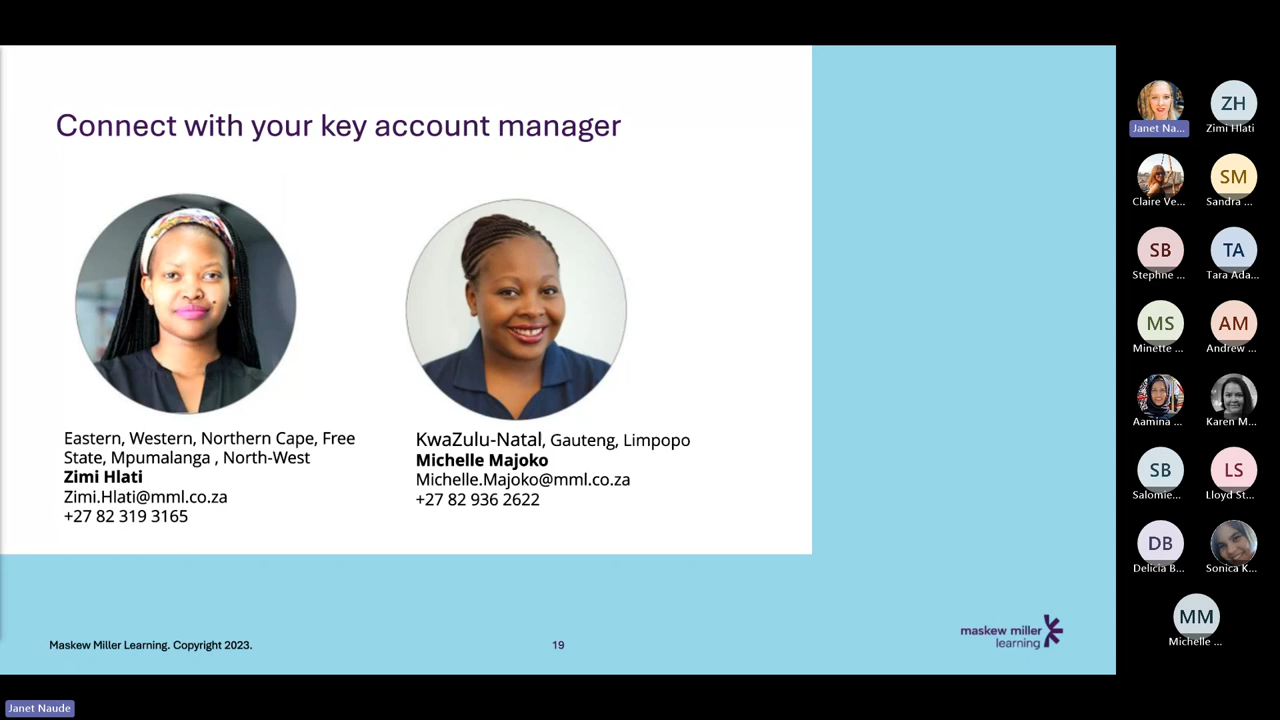 Connect with your key account manager
Eastern, Western, Northern Cape, Free
State, Mpumalanga , North-West
Zimi Hlati
Zimi.Hlati@mml.co.za
+27 82 319 3165
KwaZulu-Natal, Gauteng, Limpopo
Michelle Majoko
Michelle.Majoko@mml.co.za
+27 82 936 2622
Maskew Miller Learning. Copyright 2023.
19
maskew miller
learning
Janet Na...
ZH
Zimi Hlati
Claire Ve...
SM
Sandra ...
SB
Stephne ...
TA
Tara Ada...
MS
Minette ...
AM
Andrew ...
Aamina ...
Karen M...
SB
Salomie...
LS
Lloyd St...
DB
Delicia B...
Sonica K...
MM
Michelle ...
Janet Naude